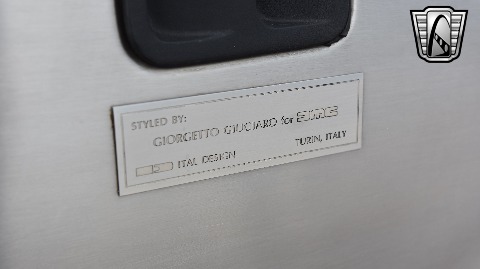 STYLED BY:
GIORGETTO GIUGIARO for
ITAL DESIGN TURIN, ITALY